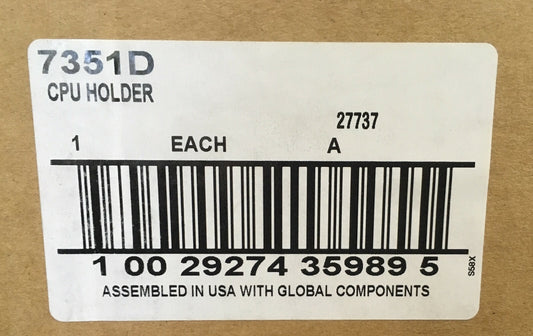 7351D
CPU HOLDER
27737
1 EACH A
1 00 29274 35989 5
S58X
ASSEMBLED IN USA WITH GLOBAL COMPONENTS